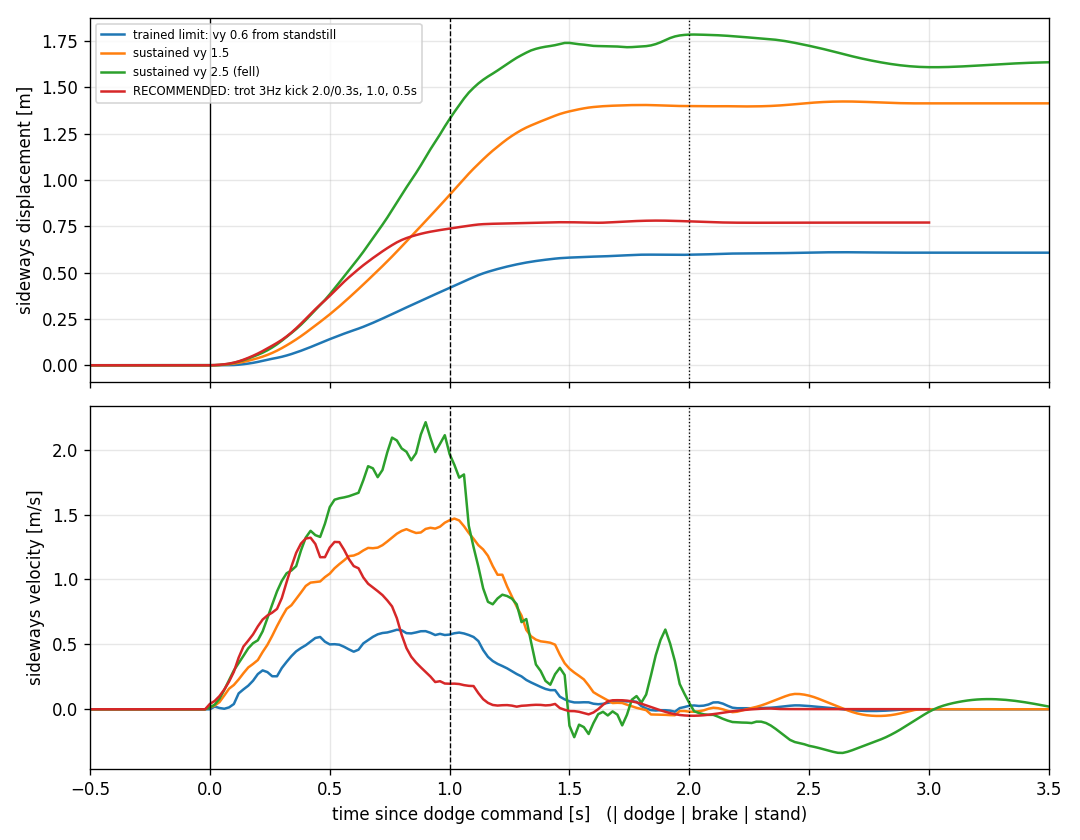 trained limit: vy 0.6 from standstill
sustained vy 1.5
sustained vy 2.5 (fell)
RECOMMENDED: trot 3Hz kick 2.0/0.3s, 1.0, 0.5s
sideways displacement [m]
1.75
1.50
1.25
1.00
0.75
0.50
0.25
0.00
sideways velocity [m/s]
2.0
1.5
1.0
0.5
0.0
−0.5 0.0 0.5 1.0 1.5 2.0 2.5 3.0 3.5
time since dodge command [s]   (| dodge | brake | stand)